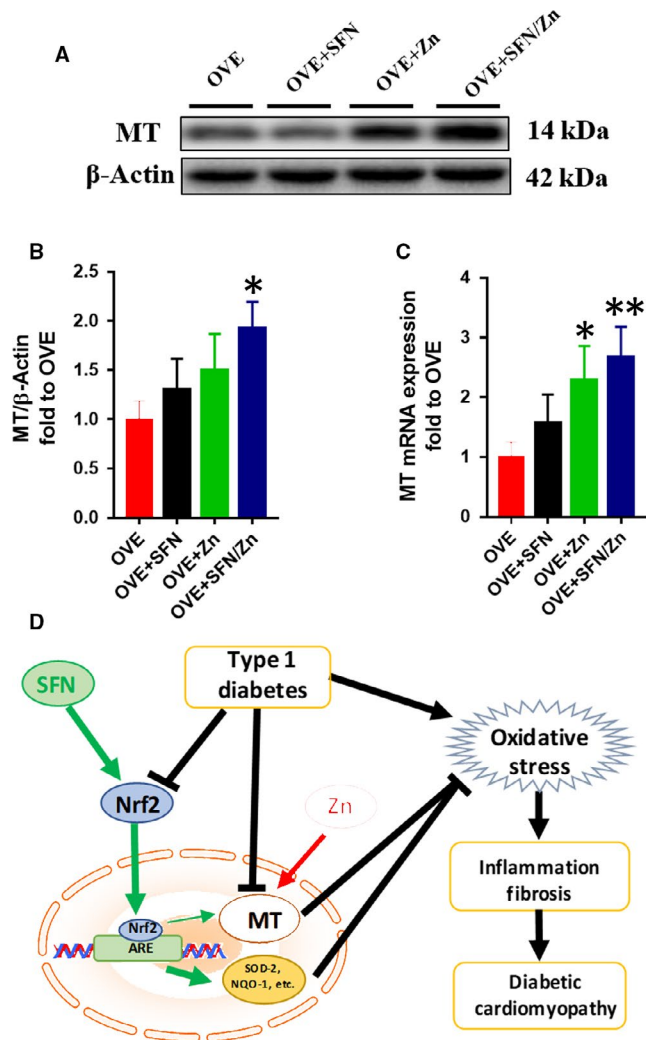 A
OVE
OVE+SFN
OVE+Zn
OVE+SFN/Zn
MT
14 kDa
β-Actin
42 kDa
B
MT/β-Actin
fold to OVE
2.5
2.0
1.5
1.0
0.5
0.0
*
OVE
OVE+SFN
OVE+Zn
OVE+SFN/Zn
C
MT mRNA expression
fold to OVE
4
3
2
1
0
*
**
OVE
OVE+SFN
OVE+Zn
OVE+SFN/Zn
D
SFN
Type 1
diabetes
Oxidative
stress
Nrf2
Zn
Inflammation
fibrosis
Nrf2
ARE
MT
SOD-2,
NQO-1, etc.
Diabetic
cardiomyopathy